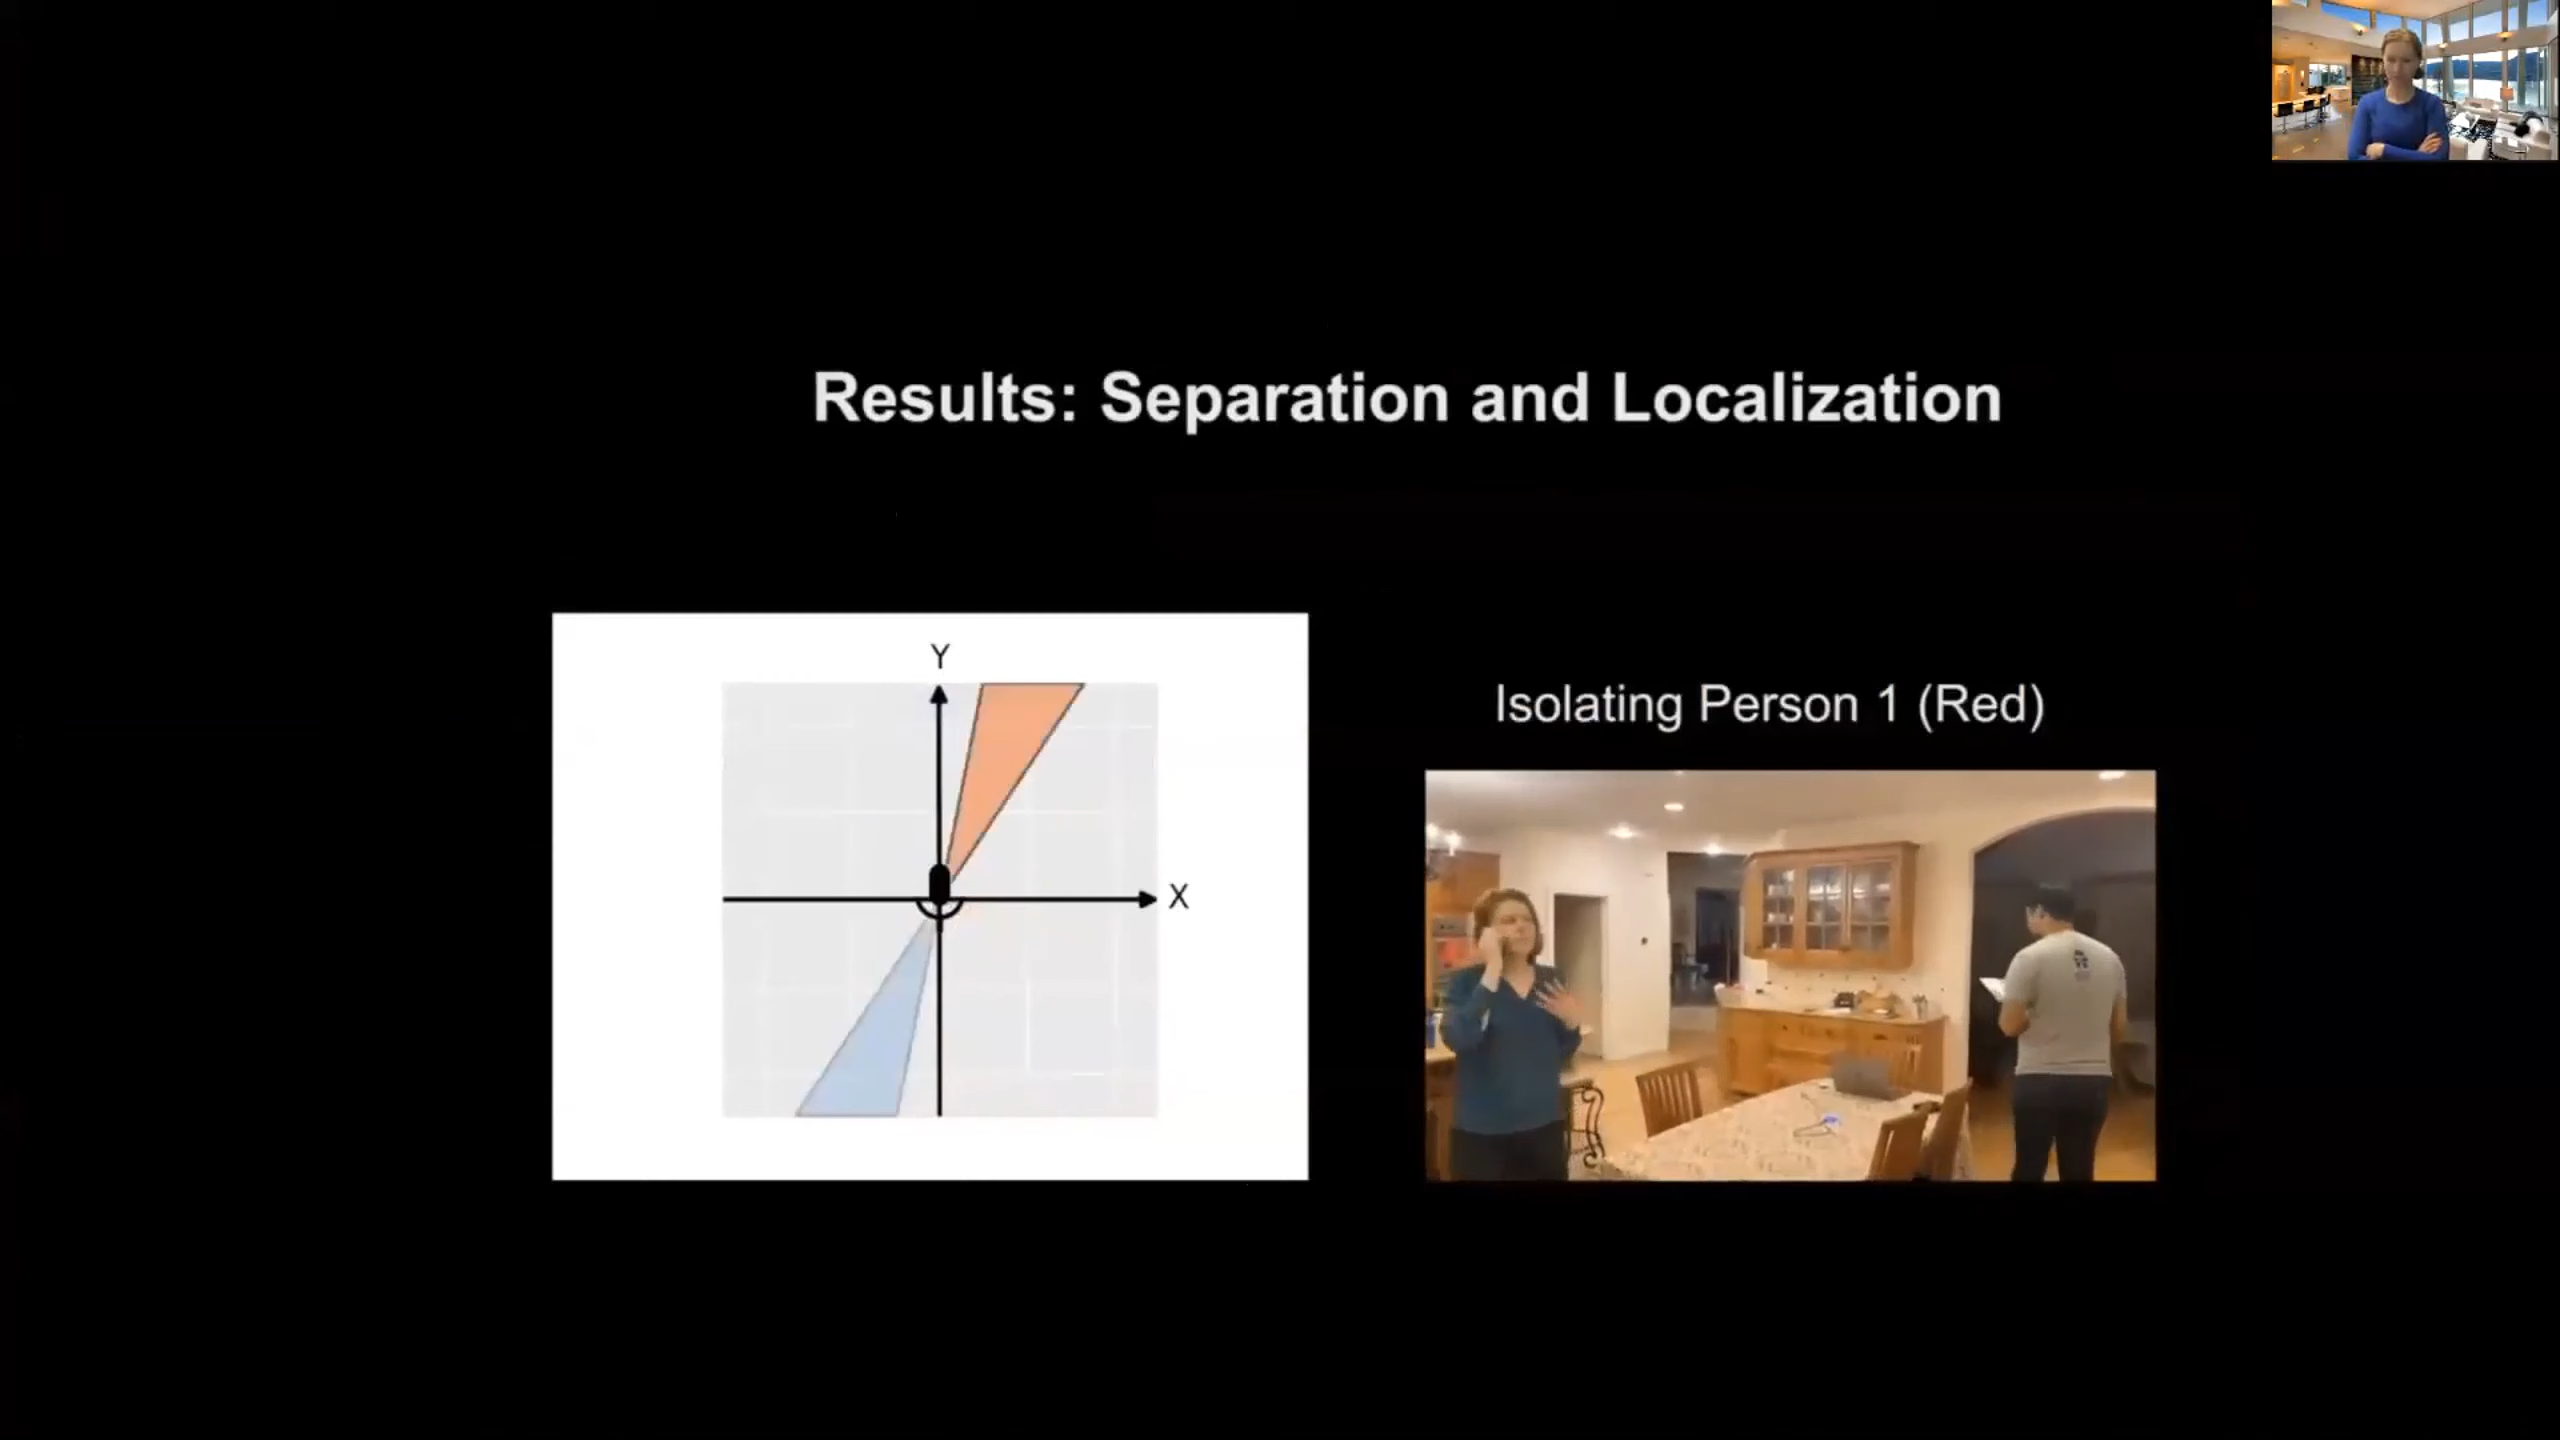 Results: Separation and Localization
Y
X
Isolating Person 1 (Red)